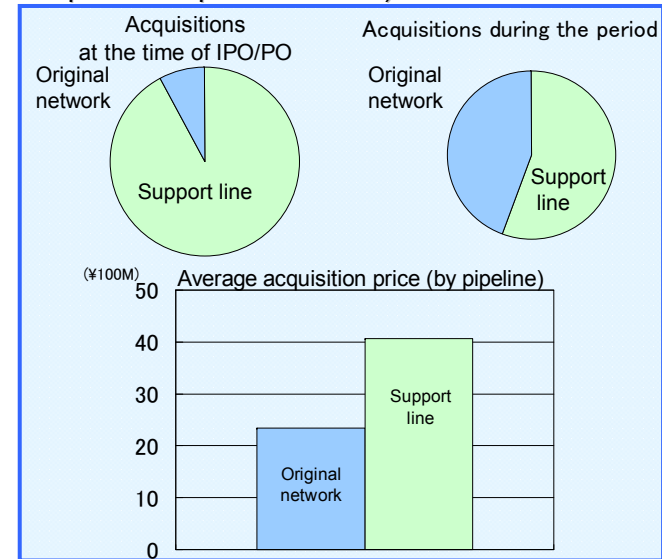 Acquisitions
at the time of IPO/PO
Original
network
Support line
Acquisitions during the period
Original
network
Support
line
(¥100M)
Average acquisition price (by pipeline)
50
40
30
20
10
0
Original
network
Support
line